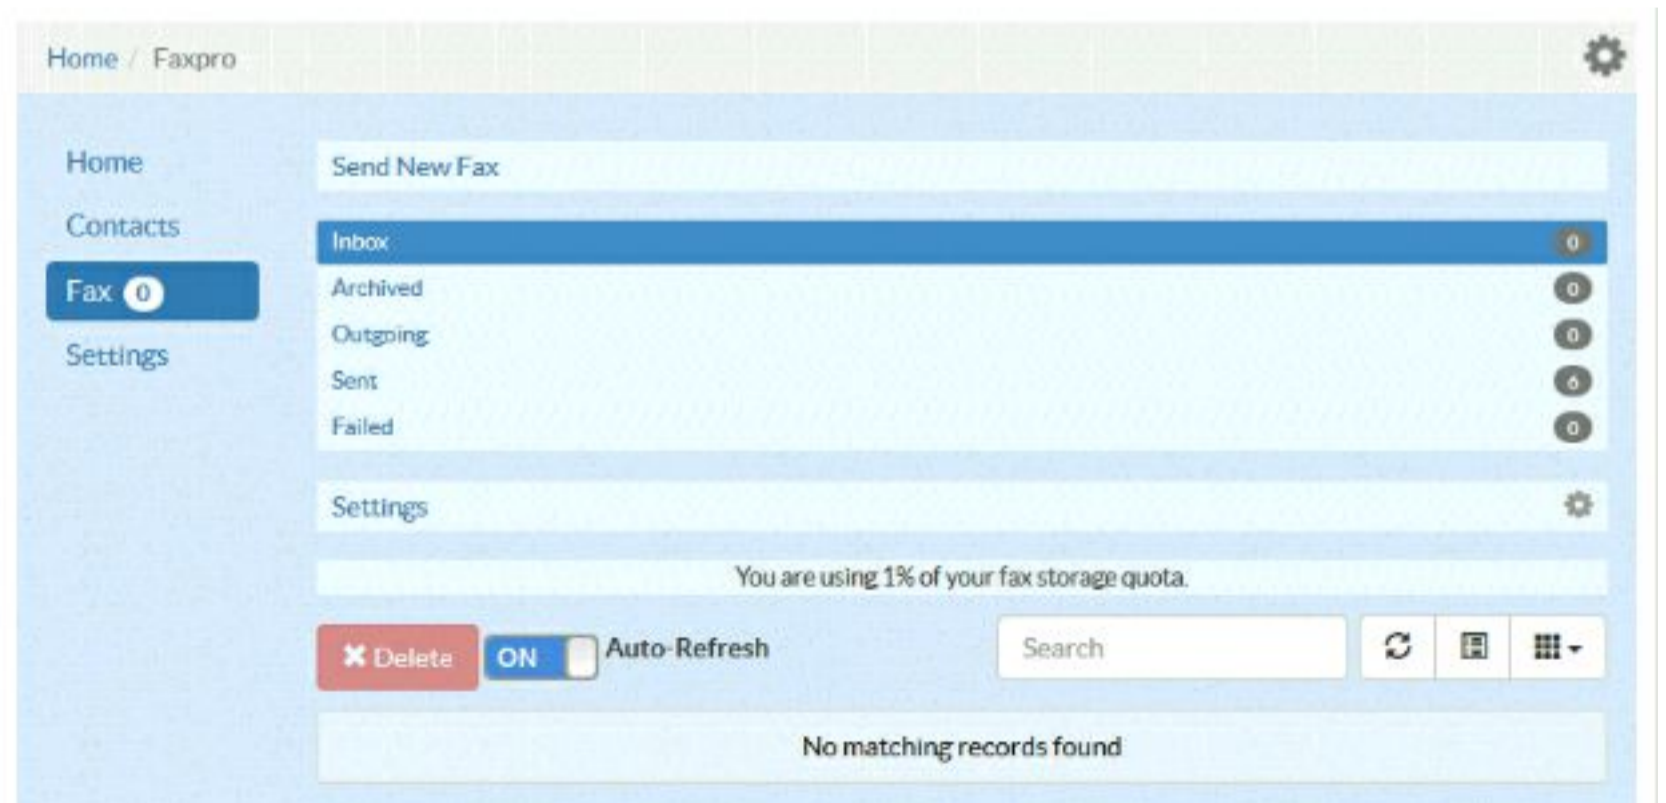 Home / Faxpro
Home
Contacts
Fax 0
Settings
Send New Fax
Inbox 0
Archived 0
Outgoing 0
Sent 6
Failed 0
Settings
You are using 1% of your fax storage quota.
Delete ON Auto-Refresh Search
No matching records found